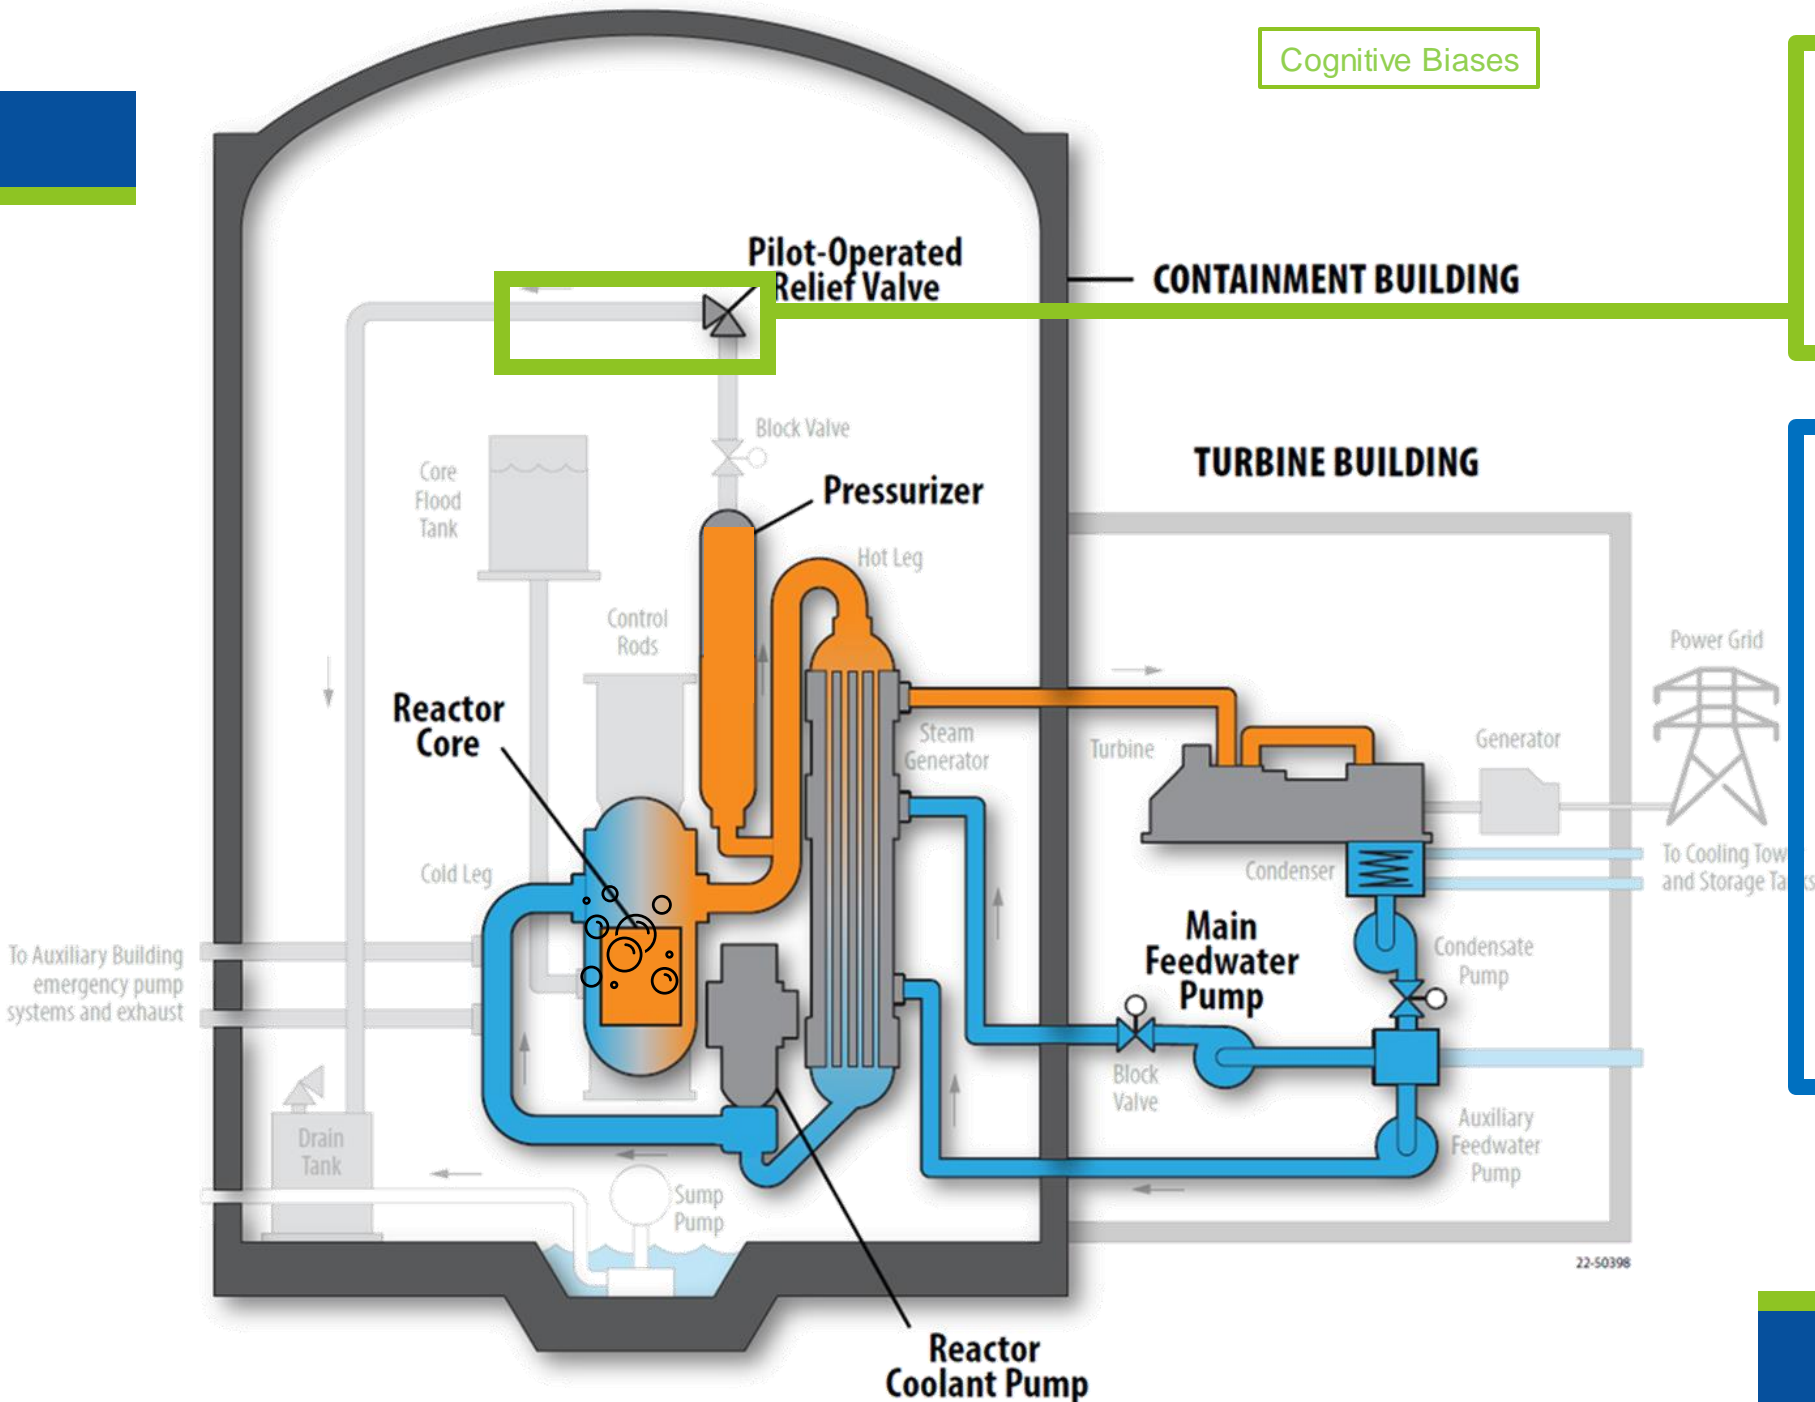 Cognitive Biases
Pilot-Operated
Relief Valve
CONTAINMENT BUILDING
Block Valve
TURBINE BUILDING
Core
Flood
Tank
Pressurizer
Hot Leg
Control
Rods
Power Grid
Reactor
Core
Steam
Generator
Turbine
Generator
Cold Leg
Condenser
To Cooling Tow
and Storage Tanks
Main
Feedwater
Pump
Condensate
Pump
To Auxiliary Building
emergency pump
systems and exhaust
Block
Valve
Auxiliary
Feedwater
Pump
Drain
Tank
Sump
Pump
22-50398
Reactor
Coolant Pump